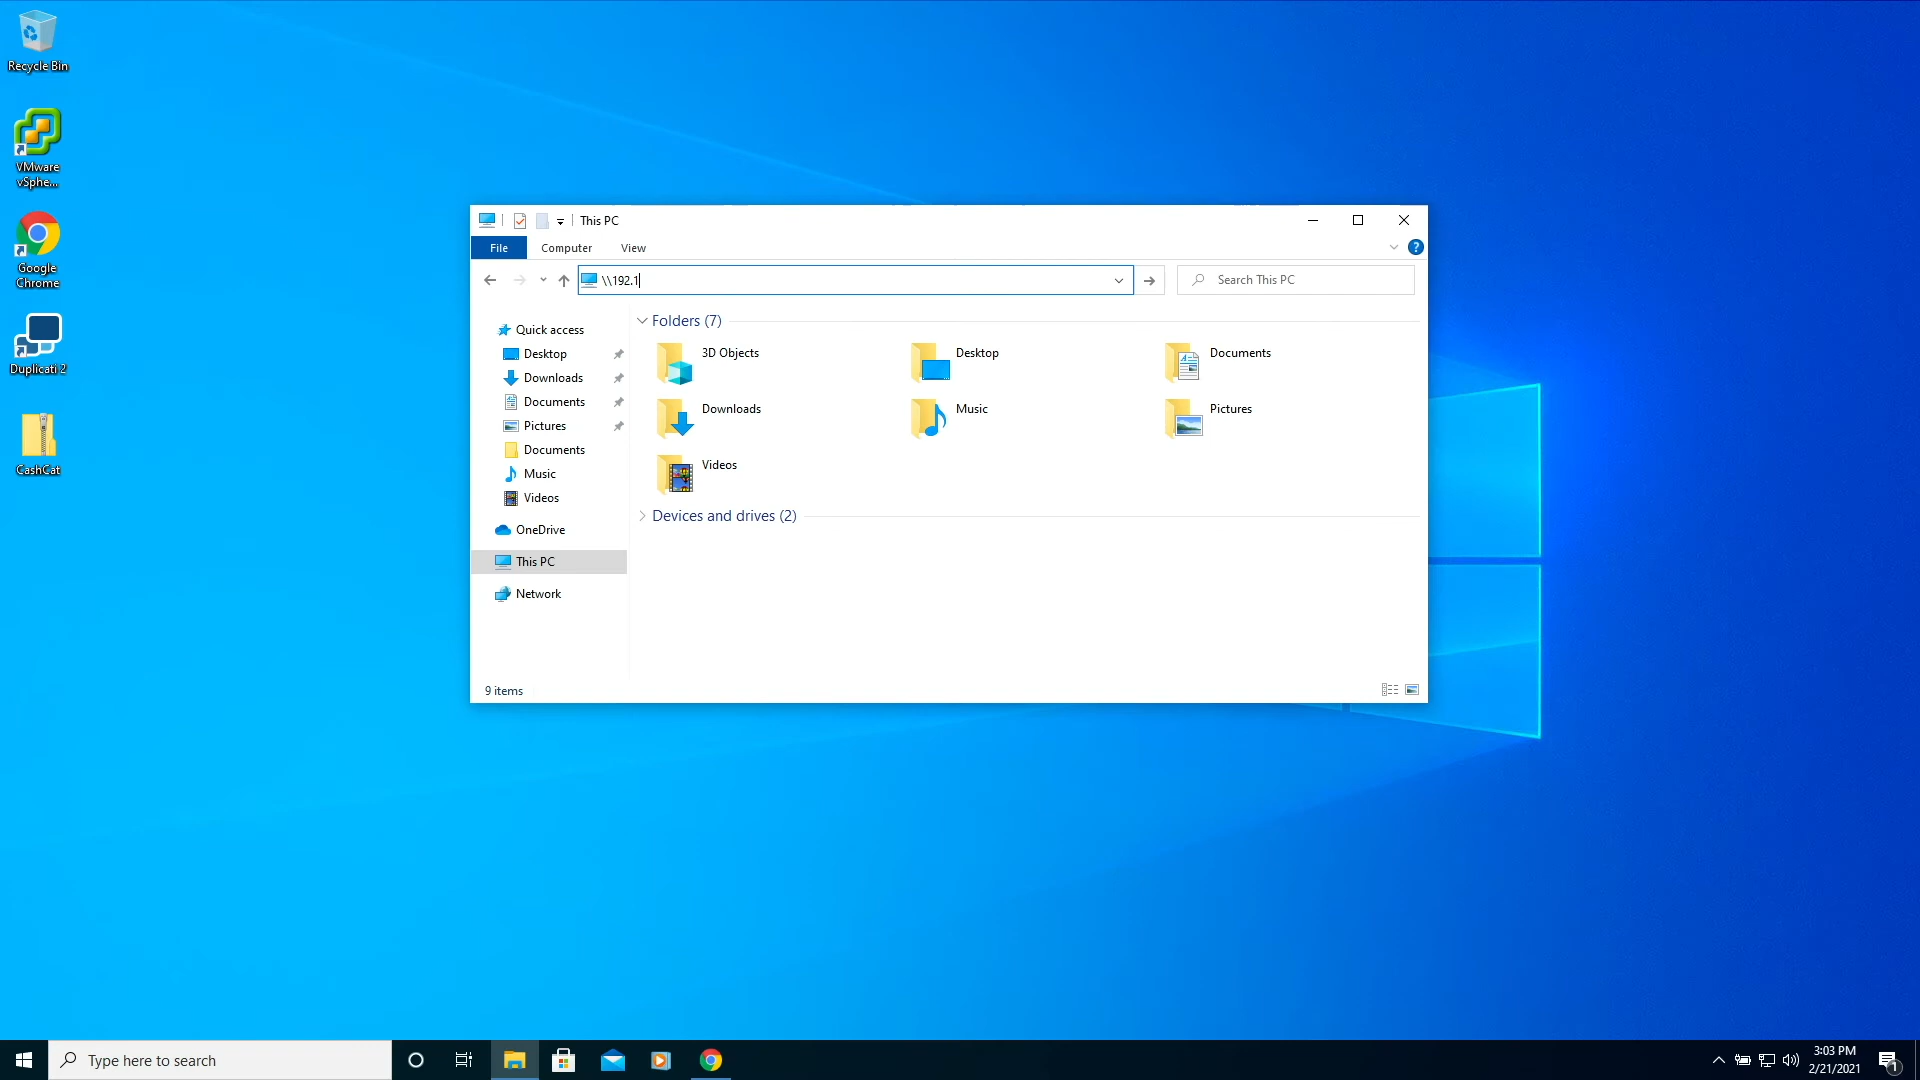 Recycle Bin
VMware
vSphe...
Google
Chrome
Duplicati 2
CashCat
This PC
File
Computer
View
?
\\192.1
Search This PC
Quick access
Desktop
Downloads
Documents
Pictures
Documents
Music
Videos
OneDrive
This PC
Network
Folders (7)
3D Objects
Desktop
Documents
Downloads
Music
Pictures
Videos
Devices and drives (2)
9 items
Type here to search
3:03 PM
2/21/2021
1